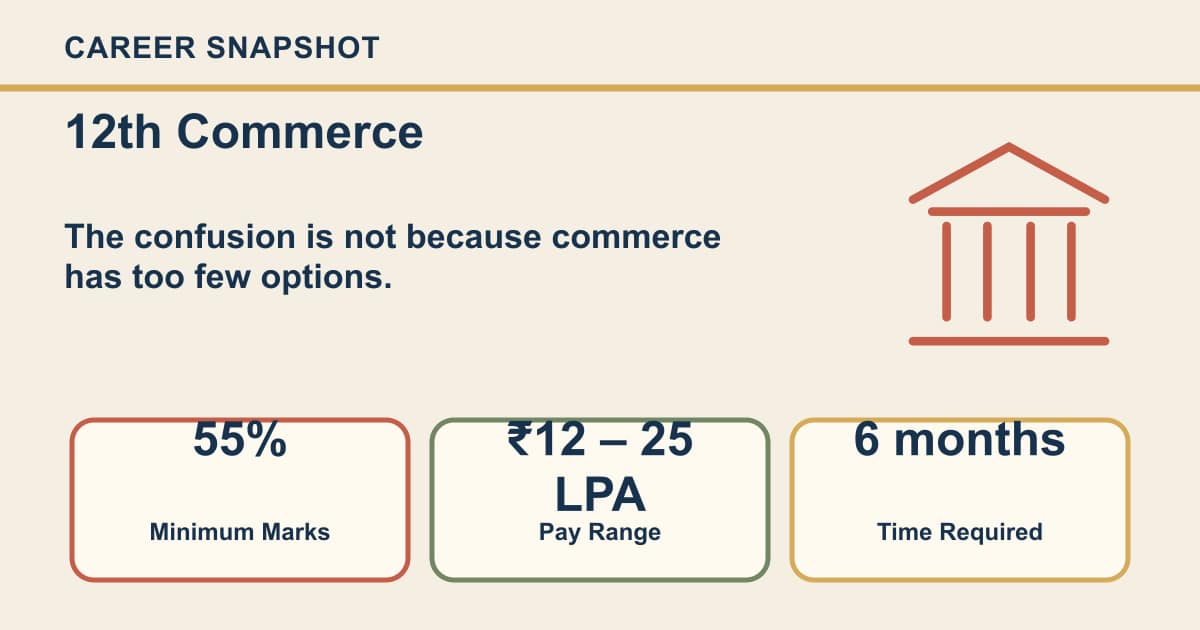 CAREER SNAPSHOT
12th Commerce
The confusion is not because commerce
has too few options.
55%
Minimum Marks
₹12 – 25
LPA
Pay Range
6 months
Time Required